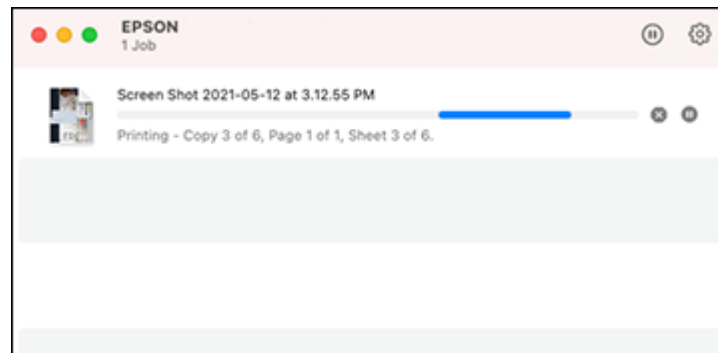 EPSON
1 Job
Screen Shot 2021-05-12 at 3.12.55 PM
Printing - Copy 3 of 6, Page 1 of 1, Sheet 3 of 6.